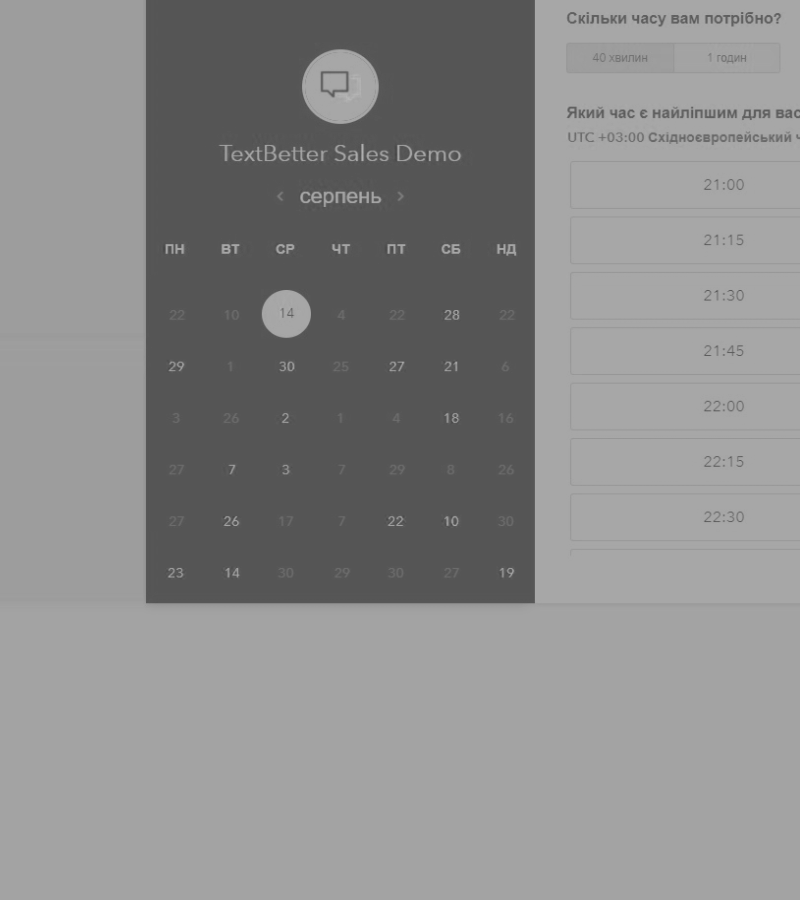 TextBetter Sales Demo
< серпень >
ПН ВТ СР ЧТ ПТ СБ НД
22 10 14 4 22 28 22
29 1 30 25 27 21 6
3 26 2 1 4 18 16
27 7 3 7 29 8 26
27 26 17 7 22 10 30
23 14 30 29 30 27 19
Скільки часу вам потрібно?
40 хвилин 1 годин
Який час є найліпшим для вас
UTC +03:00 Східноєвропейський
21:00
21:15
21:30
21:45
22:00
22:15
22:30